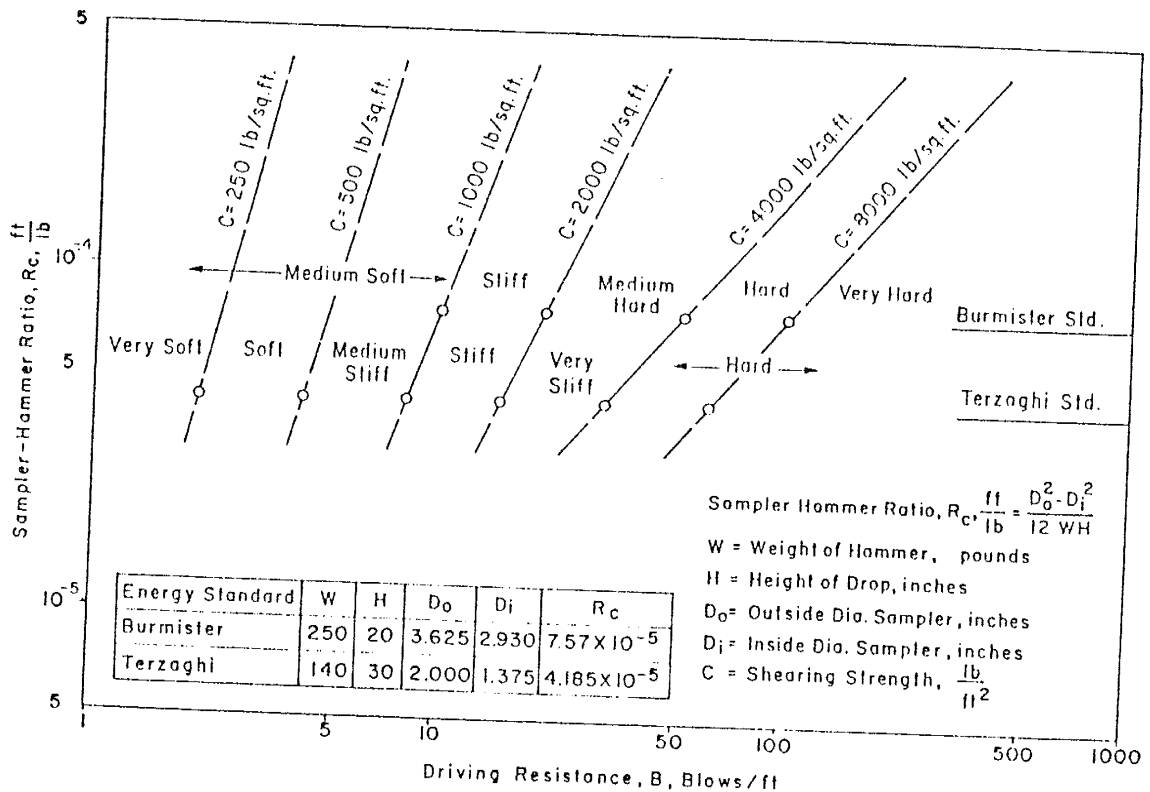 5
C= 250 lb/sq.ft.
C= 500 lb/sq.ft.
C= 1000 lb/sq.ft.
C= 2000 lb/sq.ft.
C= 4000 lb/sq.ft.
C= 8000 lb/sq.ft.
Sampler-Hammer Ratio, Rc, ft/lb
10-4
Medium Soft
Stiff
Medium Hard
Hard
Very Hard
Burmister Std.
Very Soft
Soft
Medium Stiff
Stiff
Very Stiff
Hard
5
Terzaghi Std.
Sampler Hammer Ratio, Rc, ft/lb = Do²-Di²/12 WH
W = Weight of Hammer, pounds
H = Height of Drop, inches
Do= Outside Dia. Sampler, inches
Di= Inside Dia. Sampler, inches
C = Shearing Strength, lb/ft²
10-5
Energy Standard W H Do Di Rc
Burmister 250 20 3.625 2.930 7.57X10-5
Terzaghi 140 30 2.000 1.375 4.185X10-5
5
1 5 10 50 100 500 1000
Driving Resistance, B, Blows/ft